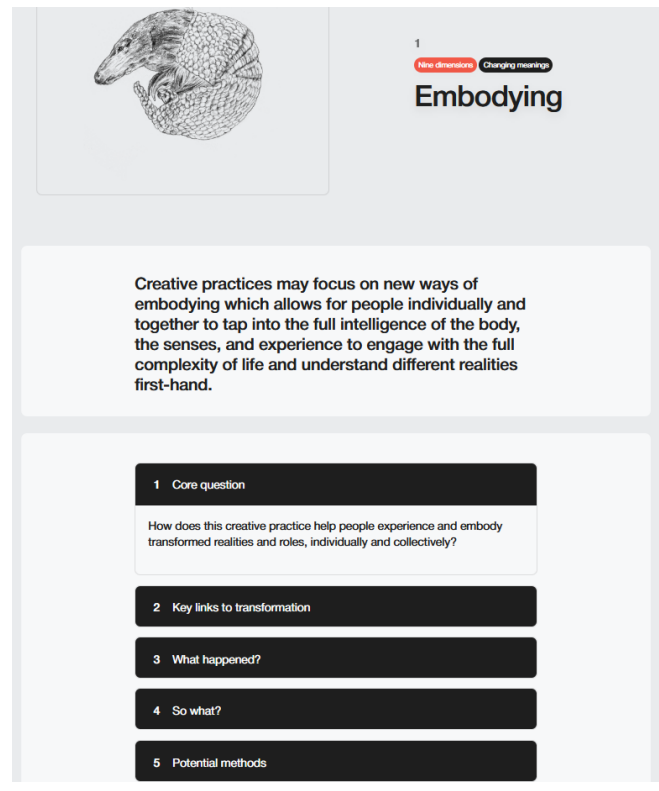 1
Nine dimensions Changing meanings
Embodying
Creative practices may focus on new ways of
embodying which allows for people individually and
together to tap into the full intelligence of the body,
the senses, and experience to engage with the full
complexity of life and understand different realities
first-hand.
1 Core question
How does this creative practice help people experience and embody
transformed realities and roles, individually and collectively?
2 Key links to transformation
3 What happened?
4 So what?
5 Potential methods